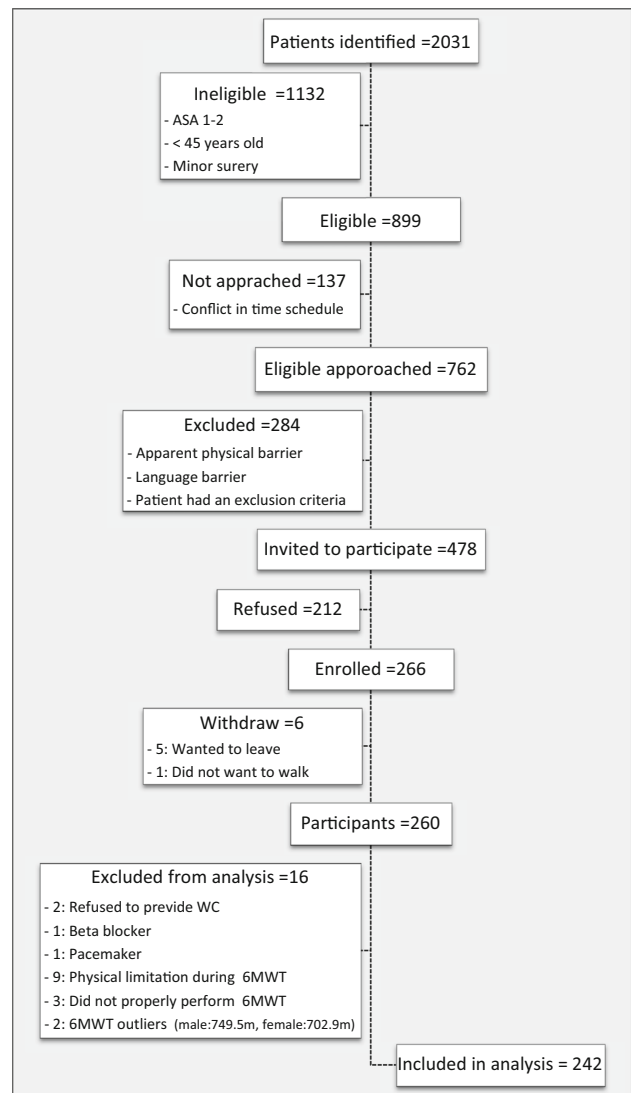 Patients identified =2031
Ineligible =1132
- ASA 1-2
- < 45 years old
- Minor surery
Eligible =899
Not apprached =137
- Conflict in time schedule
Eligible apporoached =762
Excluded =284
- Apparent physical barrier
- Language barrier
- Patient had an exclusion criteria
Invited to participate =478
Refused =212
Enrolled =266
Withdraw =6
- 5: Wanted to leave
- 1: Did not want to walk
Participants =260
Excluded from analysis =16
- 2: Refused to previde WC
- 1: Beta blocker
- 1: Pacemaker
- 9: Physical limitation during 6MWT
- 3: Did not properly perform 6MWT
- 2: 6MWT outliers (male:749.5m, female:702.9m)
Included in analysis = 242